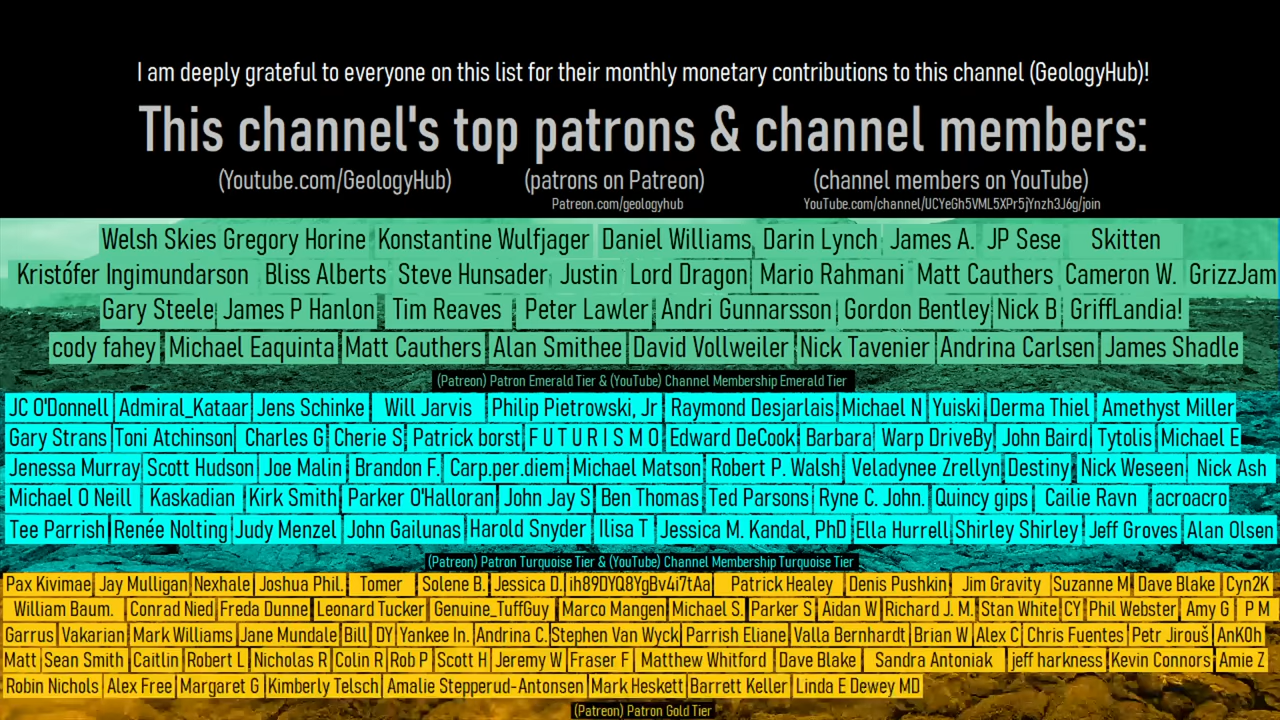 I am deeply grateful to everyone on this list for their monthly monetary contributions to this channel (GeologyHub)!
This channel's top patrons & channel members:
(Youtube.com/GeologyHub) (patrons on Patreon) (channel members on YouTube)
Patreon.com/geologyhub YouTube.com/channel/UCYeGh5VML5XPr5jYnzh3J6g/join
Welsh Skies Gregory Horine Konstantine Wulfjager Daniel Williams Darin Lynch James A. JP Sese Skitten
Kristófer Ingimundarson Bliss Alberts Steve Hunsader Justin Lord Dragon Mario Rahmani Matt Cauthers Cameron W. GrizzJam
Gary Steele James P Hanlon Tim Reaves Peter Lawler Andri Gunnarsson Gordon Bentley Nick B GriffLandia!
cody fahey Michael Eaquinta Matt Cauthers Alan Smithee David Vollweiler Nick Tavenier Andrina Carlsen James Shadle
(Patreon) Patron Emerald Tier & (YouTube) Channel Membership Emerald Tier
JC O'Donnell Admiral_Kataar Jens Schinke Will Jarvis Philip Pietrowski, Jr Raymond Desjarlais Michael N Yuiski Derma Thiel Amethyst Miller
Gary Strans Toni Atchinson Charles G Cherie S Patrick borst F U T U R I S M O Edward DeCook Barbara Warp DriveBy John Baird Tytolis Michael E
Jenessa Murray Scott Hudson Joe Malin Brandon F. Carp.per.diem Michael Matson Robert P. Walsh Veladynee Zrellyn Destiny Nick Weseen Nick Ash
Michael O Neill Kaskadian Kirk Smith Parker O'Halloran John Jay S Ben Thomas Ted Parsons Ryne C. John. Quincy gips Cailie Ravn acroacro
Tee Parrish Renée Nolting Judy Menzel John Gailunas Harold Snyder Ilisa T Jessica M. Kandal, PhD Ella Hurrell Shirley Shirley Jeff Groves Alan Olsen
(Patreon) Patron Turquoise Tier & (YouTube) Channel Membership Turquoise Tier
Pax Kivimae Jay Mulligan Nexhale Joshua Phil. Tomer Solene B. Jessica D. ih89DYQ8YgBv4i7tAa Patrick Healey Denis Pushkin Jim Gravity Suzanne M Dave Blake Cyn2K
William Baum. Conrad Nied Freda Dunne Leonard Tucker Genuine_TuffGuy Marco Mangen Michael S. Parker S Aidan W Richard J. M. Stan White CY Phil Webster Amy G P M
Garrus Vakarian Mark Williams Jane Mundale Bill DY Yankee In. Andrina C. Stephen Van Wyck Parrish Eliane Valla Bernhardt Brian W Alex C Chris Fuentes Petr Jirouš AnK0h
Matt Sean Smith Caitlin Robert L Nicholas R Colin R Rob P Scott H Jeremy W Fraser F Matthew Whitford Dave Blake Sandra Antoniak jeff harkness Kevin Connors Amie Z
Robin Nichols Alex Free Margaret G Kimberly Telsch Amalie Stepperud-Antonsen Mark Heskett Barrett Keller Linda E Dewey MD
(Patreon) Patron Gold Tier